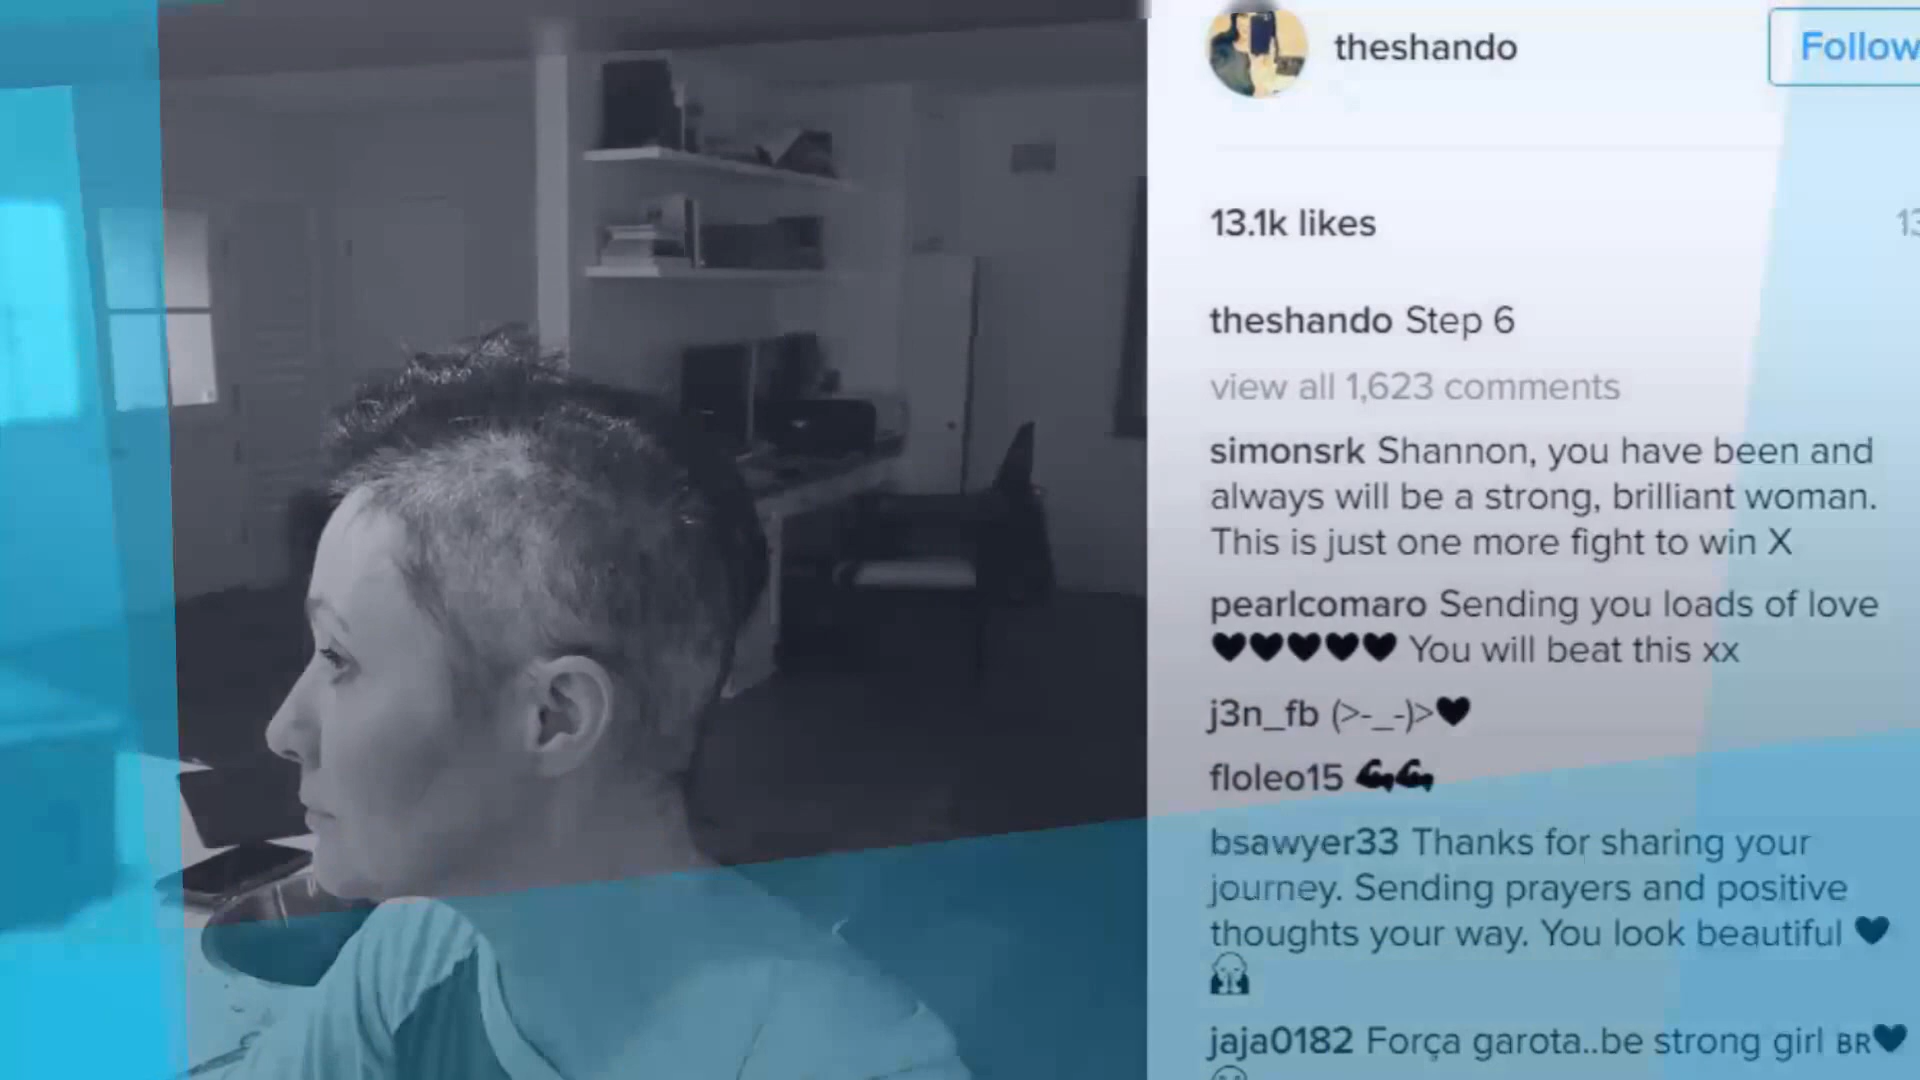 theshando
Follow
13.1k likes
theshando Step 6
view all 1,623 comments
simonsrk Shannon, you have been and
always will be a strong, brilliant woman.
This is just one more fight to win X
pearlcomaro Sending you loads of love
🖤🖤🖤🖤🖤 You will beat this xx
j3n_fb (>-_-)>🖤
floleo15 💪💪
bsawyer33 Thanks for sharing your
journey. Sending prayers and positive
thoughts your way. You look beautiful 🖤
jaja0182 Força garota..be strong girl BR🖤